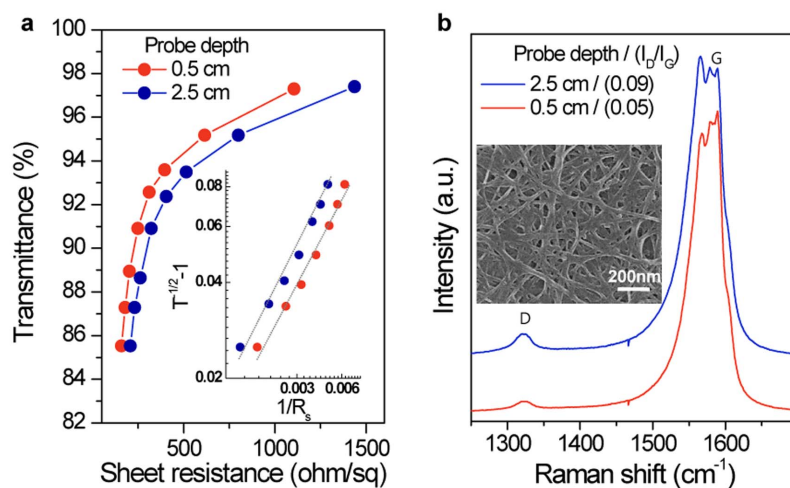 a
Transmittance (%)
100
98
96
94
92
90
88
86
84
82
Probe depth
0.5 cm
2.5 cm
T⁻¹/²-1
0.08
0.06
0.04
0.02
0.003 0.006
1/Rₛ
500 1000 1500
Sheet resistance (ohm/sq)
b
Intensity (a.u.)
Probe depth / (I_D/I_G)
G
2.5 cm / (0.09)
0.5 cm / (0.05)
200nm
D
1300 1400 1500 1600
Raman shift (cm⁻¹)